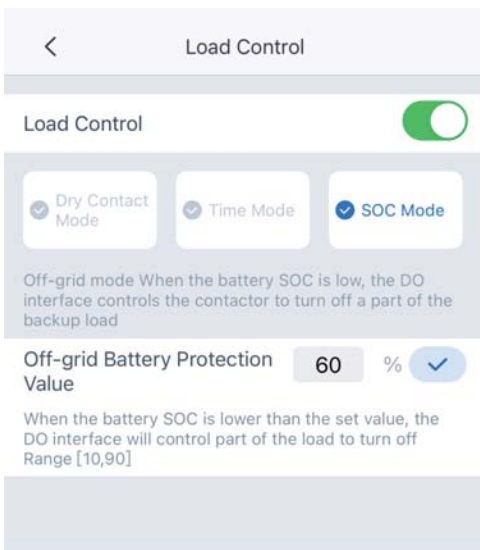 Load Control
Load Control
Dry Contact
Mode
Time Mode
SOC Mode
Off-grid mode When the battery SOC is low, the DO
interface controls the contactor to turn off a part of the
backup load
Off-grid Battery Protection
Value
60 %
When the battery SOC is lower than the set value, the
DO interface will control part of the load to turn off
Range [10,90]